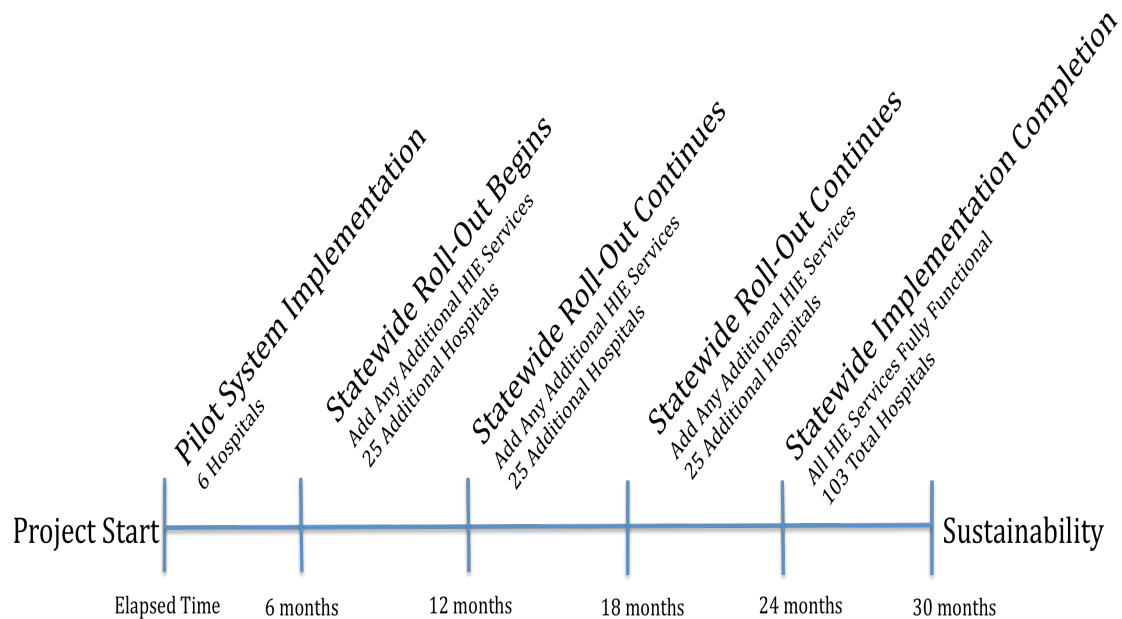 Pilot System Implementation
6 Hospitals
Statewide Roll-Out Begins
Add Any Additional HIE Services
25 Additional Hospitals
Statewide Roll-Out Continues
Add Any Additional HIE Services
25 Additional Hospitals
Statewide Roll-Out Continues
Add Any Additional HIE Services
25 Additional Hospitals
Statewide Implementation Completion
All HIE Services Fully Functional
103 Total Hospitals
Project Start
Sustainability
Elapsed Time
6 months
12 months
18 months
24 months
30 months